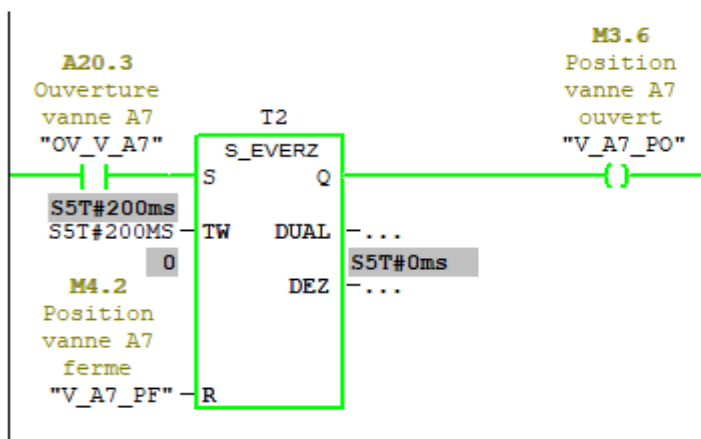 M3.6
A20.3
Position
Ouverture
vanne A7
vanne A7
T2
ouvert
"OV_V_A7"
S_EVERZ
"V_A7_PO"
S
Q
S5T#200ms
S5T#200MS
TW
DUAL
...
0
S5T#0ms
M4.2
DEZ
...
Position
vanne A7
ferme
"V_A7_PF"
R